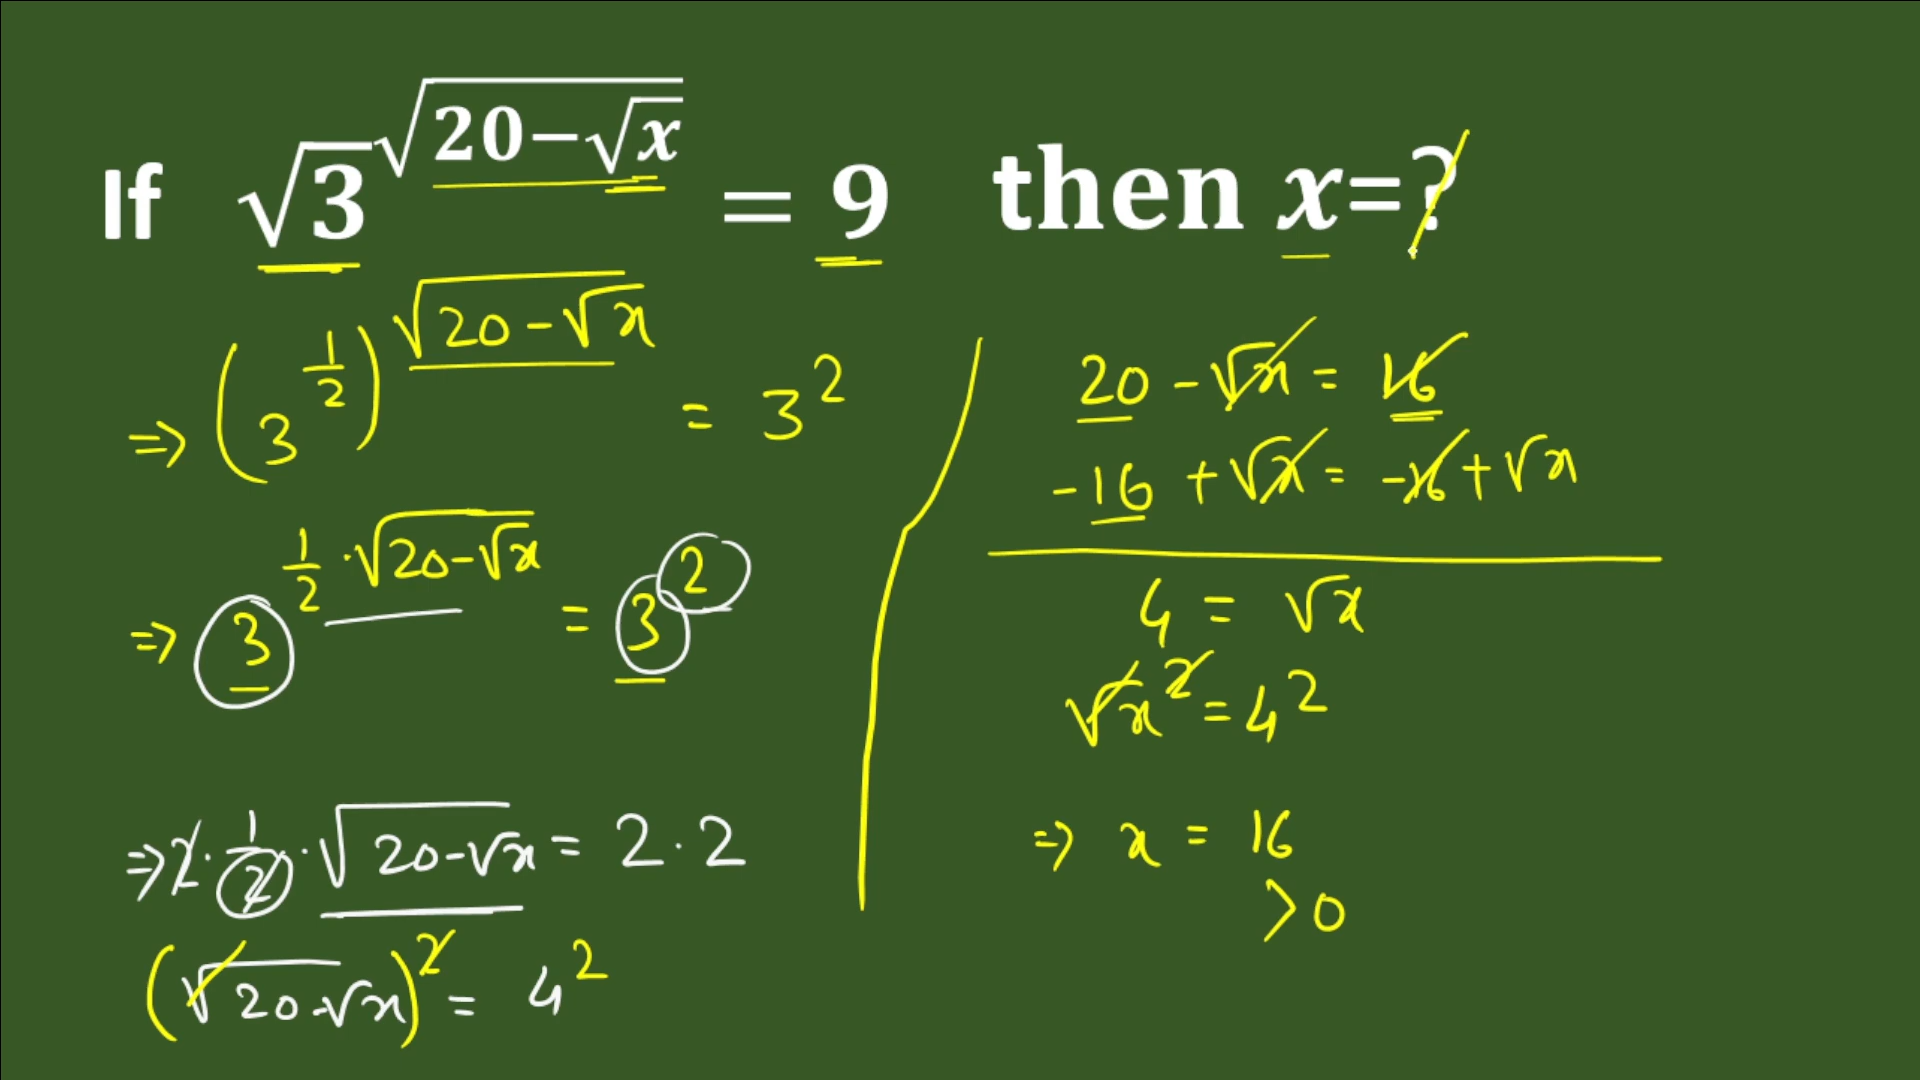 If √3^√(20−√x) = 9 then x=?
⇒ (3^(1/2))^√(20−√x) = 3^2
⇒ 3^(1/2 · √(20−√x)) = 3^2
⇒ 2 · 1/2 · √(20−√x) = 2 · 2
(√(20−√x))^2 = 4^2
20 − √x = 16
−16 + √x = −16 + √x
4 = √x
√x^2 = 4^2
⇒ x = 16
> 0